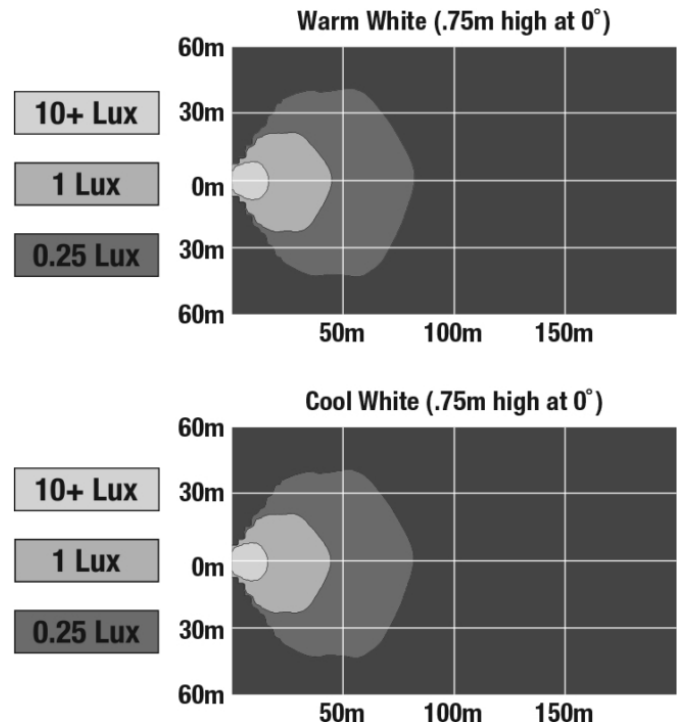 Warm White (.75m high at 0˚)
60m
30m
0m
30m
60m
50m 100m 150m
10+ Lux
1 Lux
0.25 Lux
Cool White (.75m high at 0˚)
60m
30m
0m
30m
60m
50m 100m 150m
10+ Lux
1 Lux
0.25 Lux